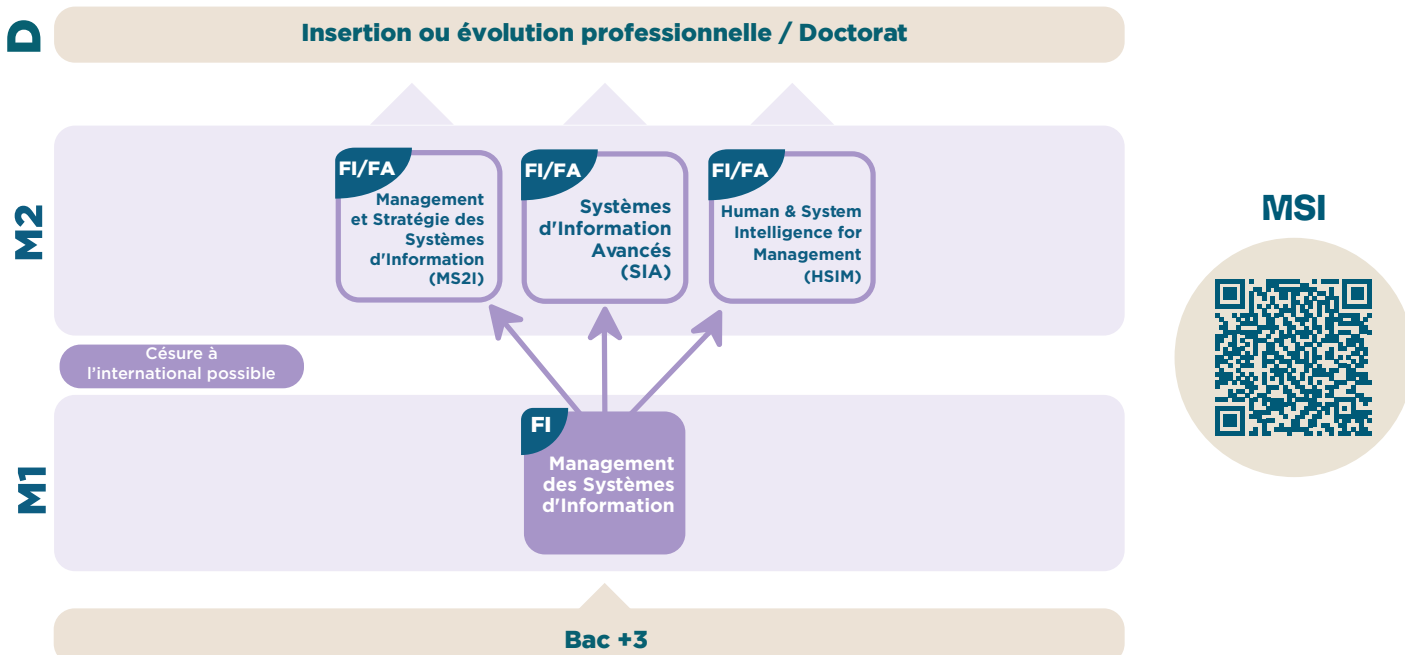 D
Insertion ou évolution professionnelle / Doctorat
M2
FI/FA
Management
et Stratégie des
Systèmes
d'Information
(MS2I)
FI/FA
Systèmes
d'Information
Avancés
(SIA)
FI/FA
Human & System
Intelligence for
Management
(HSIM)
MSI
Césure à
l'international possible
M1
FI
Management
des Systèmes
d'Information
Bac +3